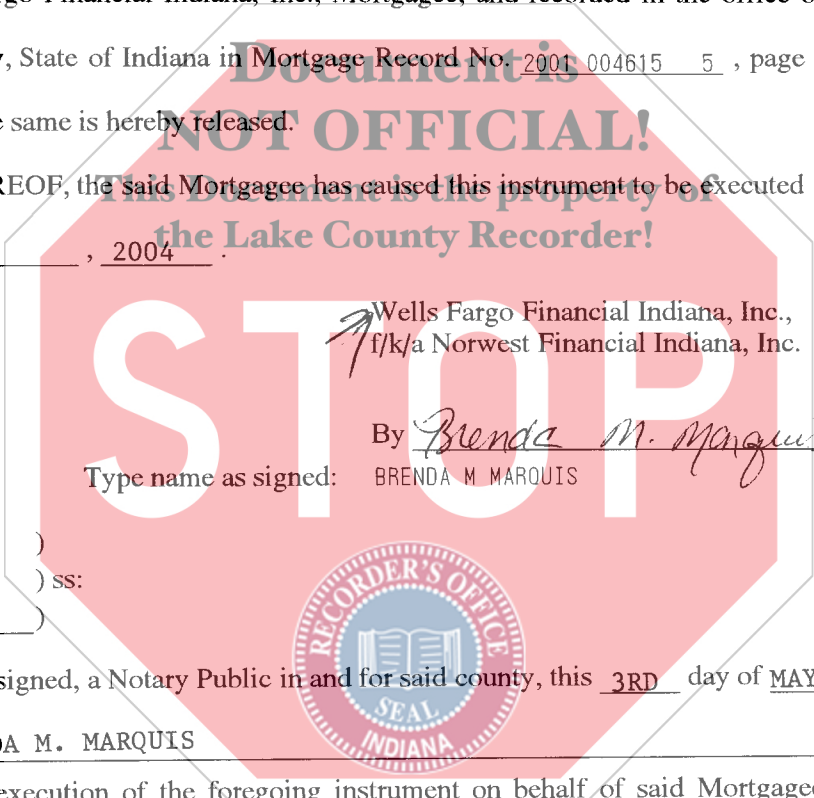 go Financial Indiana, Inc., Mortgagee, and recorded in the office o
, State of Indiana in Mortgage Record No. 2001 004615 5 , page
Document is
same is hereby released.
NOT OFFICIAL!
REOF, the said Mortgagee has caused this instrument to be executed
This Document is the property of
the Lake County Recorder!
, 2004 .
STOP
Wells Fargo Financial Indiana, Inc.,
f/k/a Norwest Financial Indiana, Inc.
By Brenda M. Marqui
Type name as signed: BRENDA M MARQUIS
)
) ss:
)
RECORDER'S OFFICE
SEAL
INDIANA
signed, a Notary Public in and for said county, this 3RD day of MAY
A M. MARQUIS
execution of the foregoing instrument on behalf of said Mortgagee